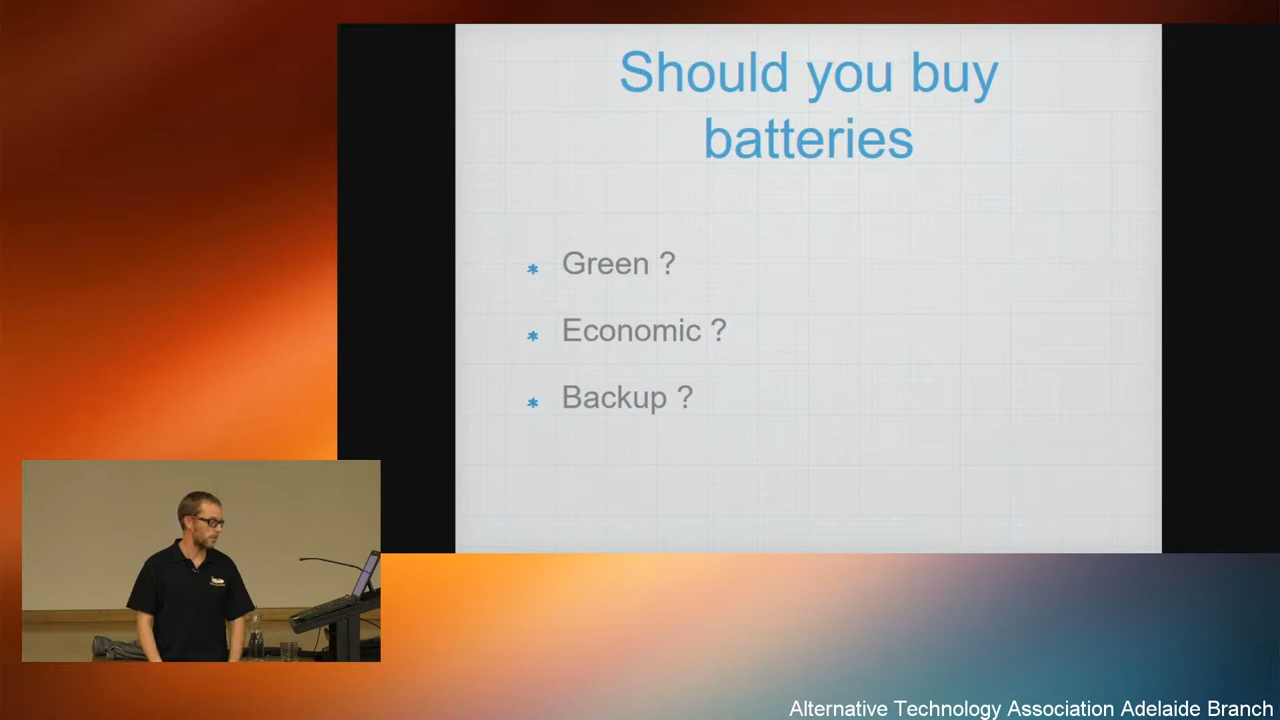 Should you buy
batteries
* Green ?
* Economic ?
* Backup ?
Alternative Technology Association Adelaide Branch